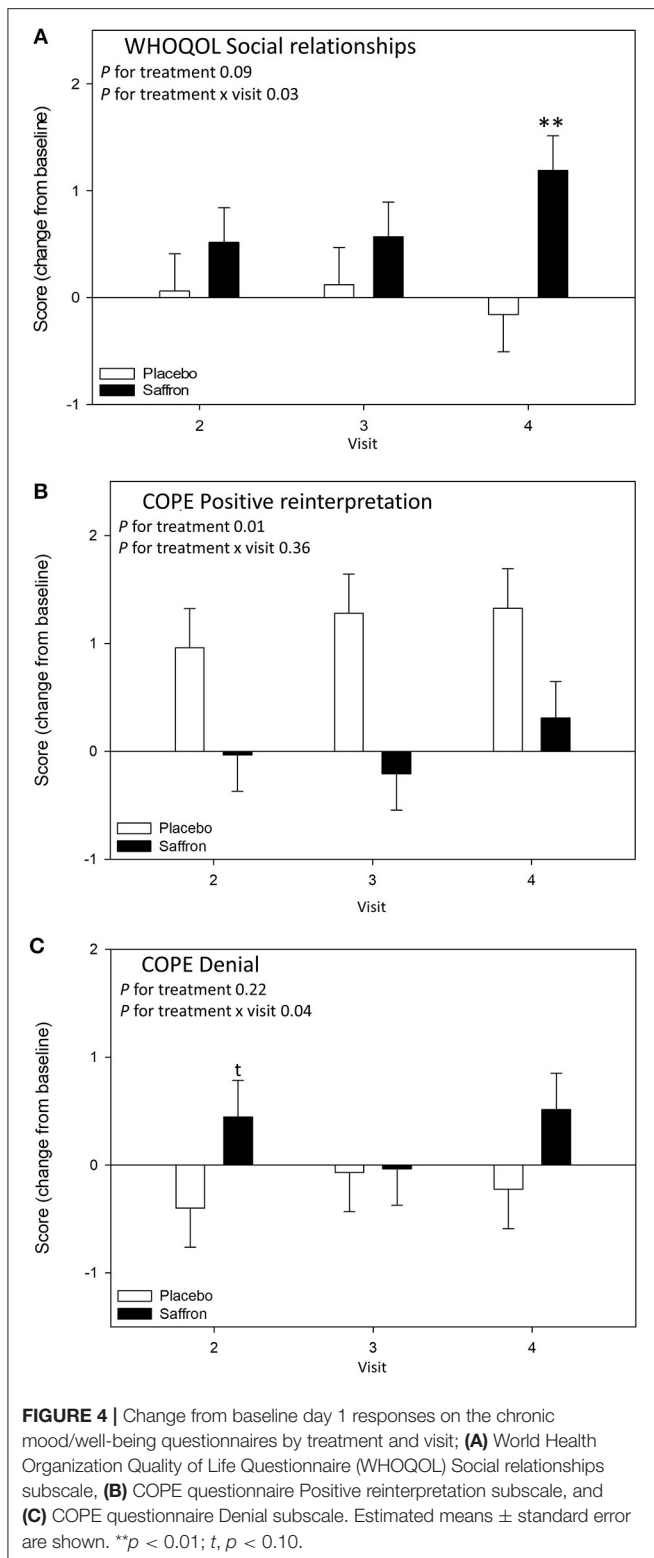 A
WHOQOL Social relationships
P for treatment 0.09
P for treatment x visit 0.03
**
2
1
0
-1
Score (change from baseline)
Placebo
Saffron
2 3 4
Visit
B
COPE Positive reinterpretation
P for treatment 0.01
P for treatment x visit 0.36
2
1
0
-1
Score (change from baseline)
Placebo
Saffron
2 3 4
Visit
C
COPE Denial
P for treatment 0.22
P for treatment x visit 0.04
t
2
1
0
-1
Score (change from baseline)
Placebo
Saffron
2 3 4
Visit
FIGURE 4 | Change from baseline day 1 responses on the chronic
mood/well-being questionnaires by treatment and visit; (A) World Health
Organization Quality of Life Questionnaire (WHOQOL) Social relationships
subscale, (B) COPE questionnaire Positive reinterpretation subscale, and
(C) COPE questionnaire Denial subscale. Estimated means ± standard error
are shown. **p < 0.01; t, p < 0.10.